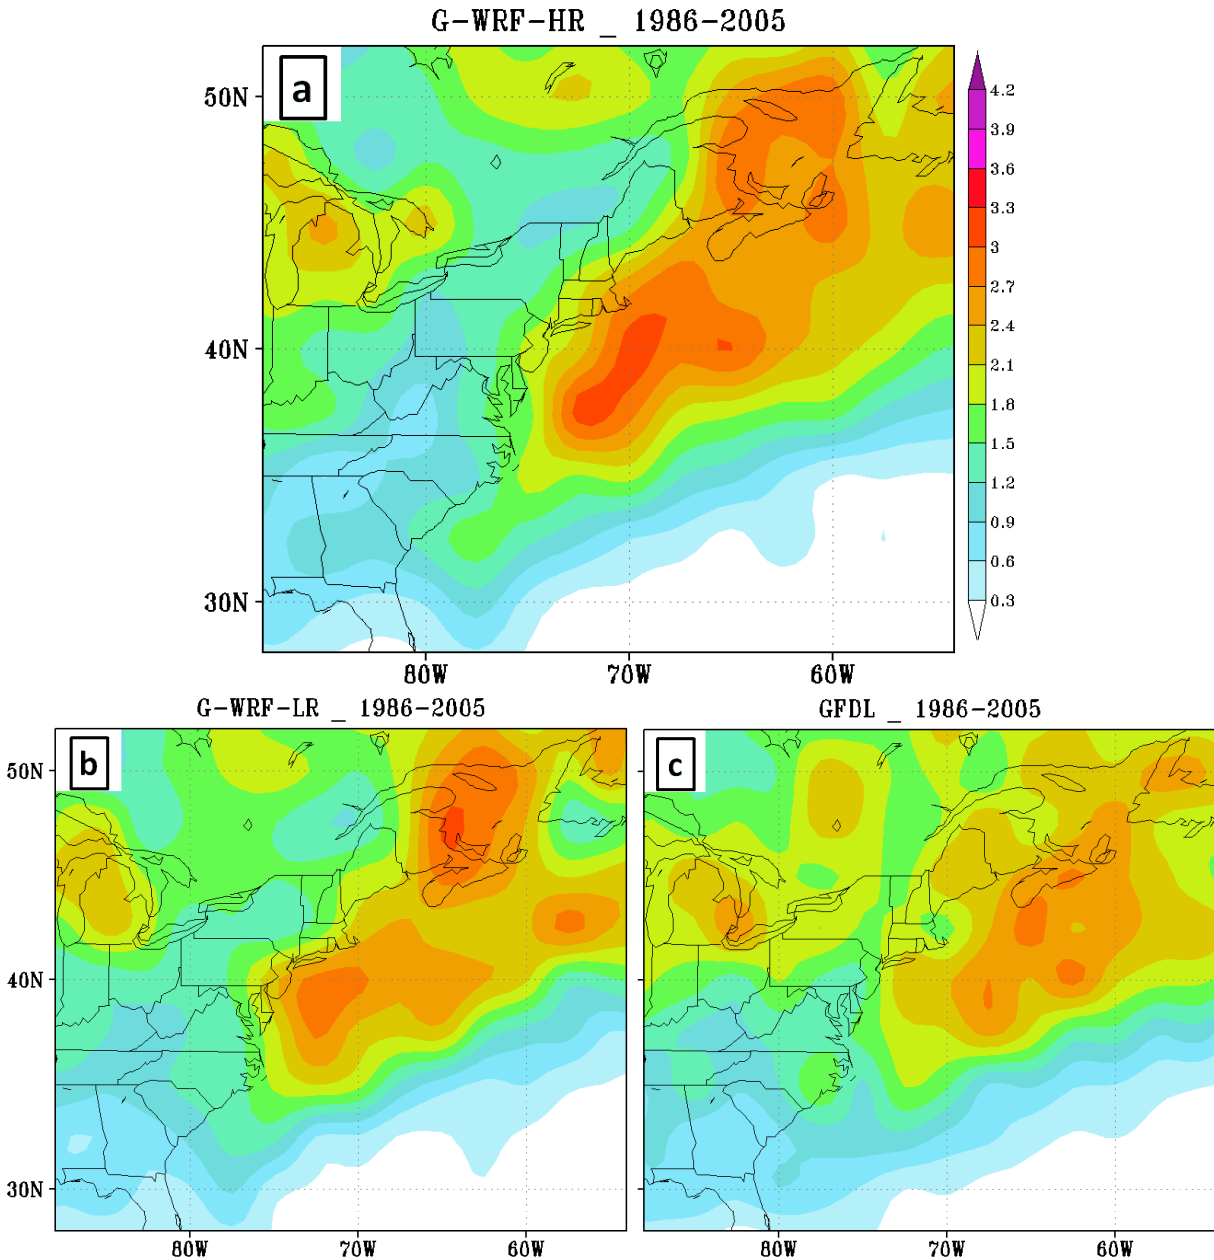 G-WRF-HR _ 1986-2005
a
50N
40N
30N
80W
70W
60W
4.2
3.9
3.6
3.3
3
2.7
2.4
2.1
1.8
1.5
1.2
0.9
0.6
0.3
G-WRF-LR _ 1986-2005
b
50N
40N
30N
80W
70W
60W
GFDL _ 1986-2005
c
80W
70W
60W